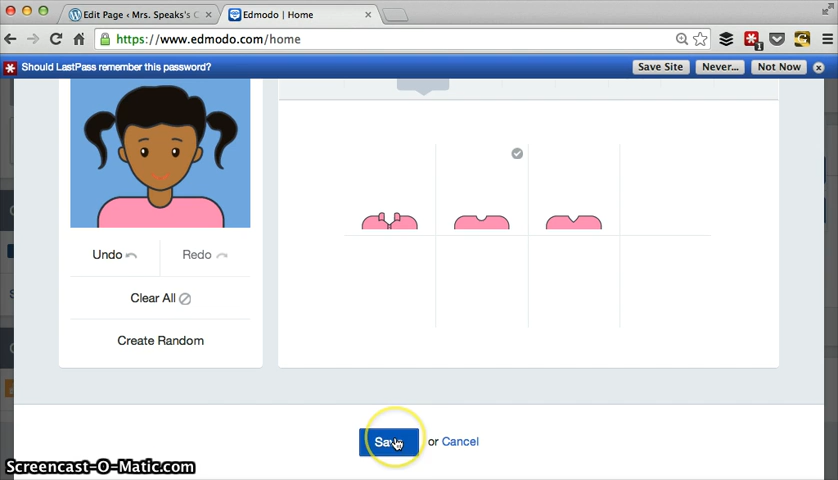 Edit Page ‹ Mrs. Speaks's C
Edmodo | Home
https://www.edmodo.com/home
1
Should LastPass remember this password?
Save Site
Never...
Not Now
Undo
Redo
Clear All
Create Random
Save or Cancel
Screencast-O-Matic.com